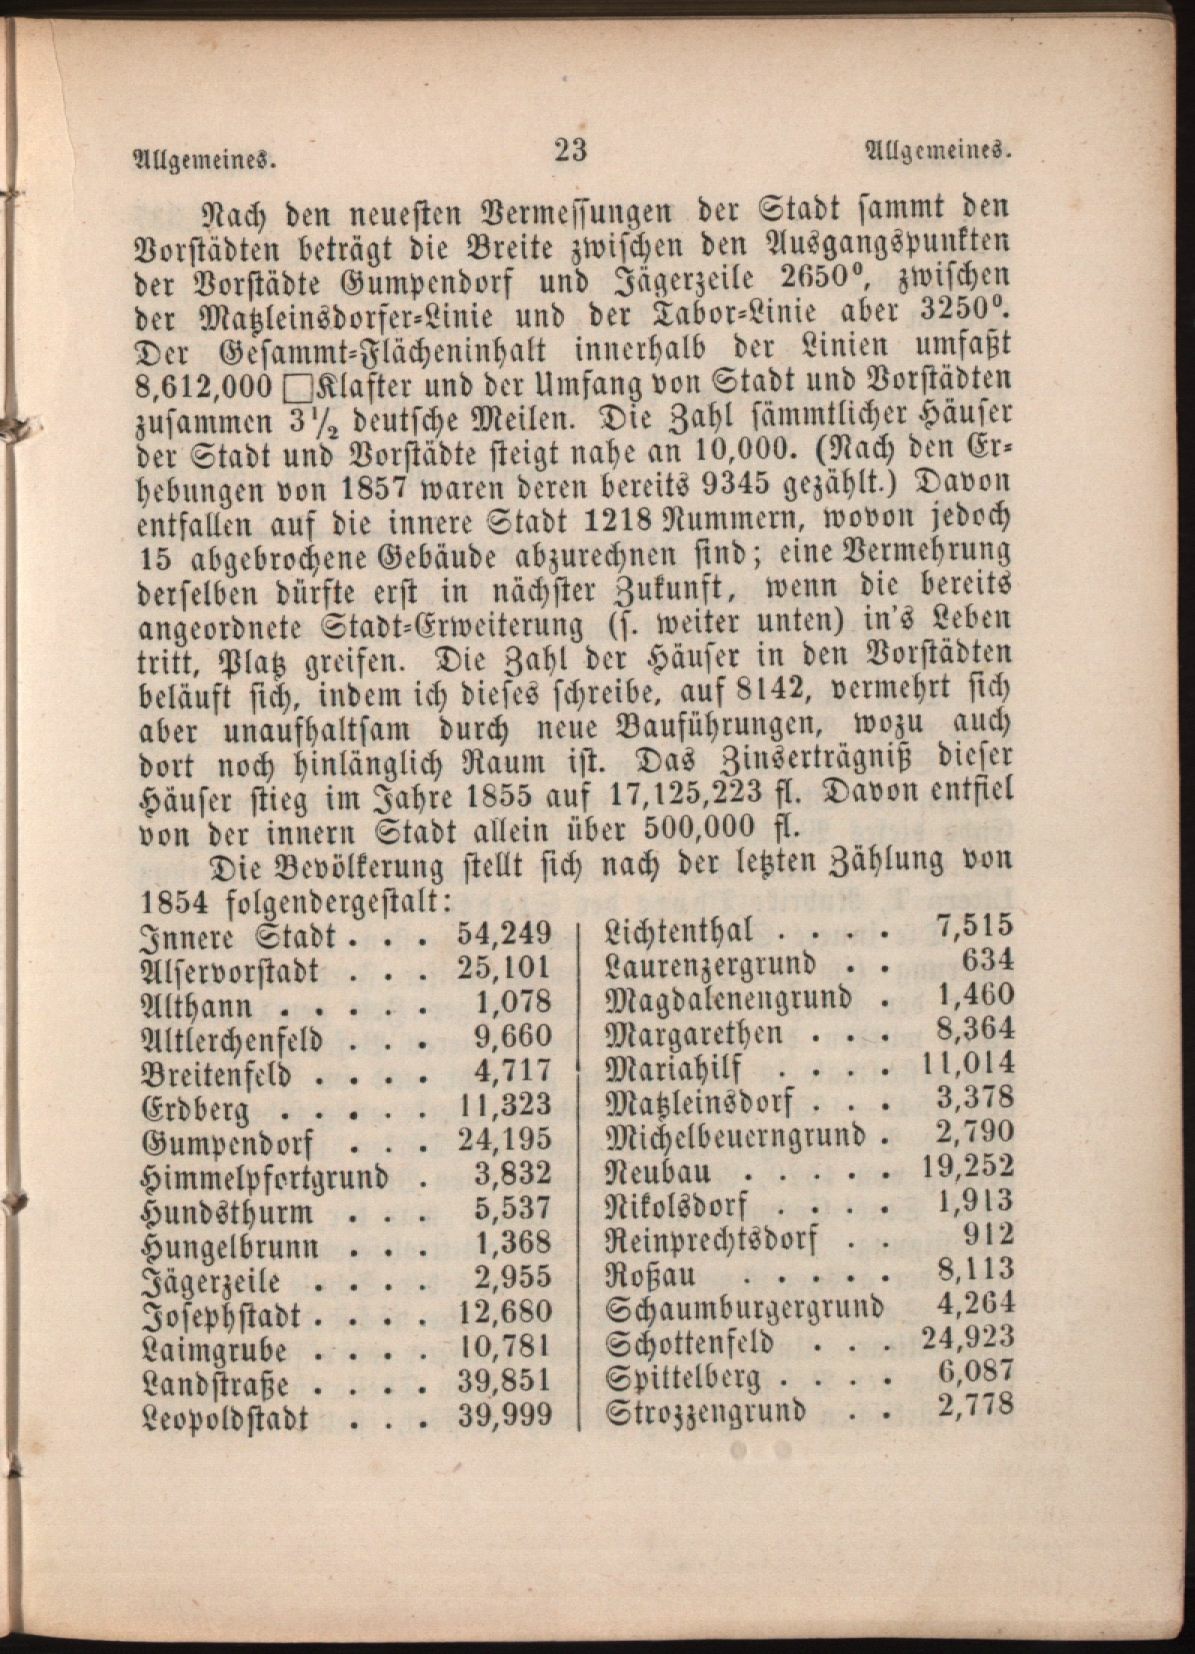 Allgemeines. 23 Allgemeines.
Nach den neuesten Vermessungen der Stadt sammt den
Vorstädten beträgt die Breite zwischen den Ausgangspunkten
der Vorstädte Gumpendorf und Jägerzeile 2650⁰, zwischen
der Matzleinsdorfer-Linie und der Tabor-Linie aber 3250⁰.
Der Gesammt-Flächeninhalt innerhalb der Linien umfaßt
8,612,000 □Klafter und der Umfang von Stadt und Vorstädten
zusammen 3½ deutsche Meilen. Die Zahl sämmtlicher Häuser
der Stadt und Vorstädte steigt nahe an 10,000. (Nach den Er-
hebungen von 1857 waren deren bereits 9345 gezählt.) Davon
entfallen auf die innere Stadt 1218 Nummern, wovon jedoch
15 abgebrochene Gebäude abzurechnen sind; eine Vermehrung
derselben dürfte erst in nächster Zukunft, wenn die bereits
angeordnete Stadt-Erweiterung (s. weiter unten) in's Leben
tritt, Platz greifen. Die Zahl der Häuser in den Vorstädten
beläuft sich, indem ich dieses schreibe, auf 8142, vermehrt sich
aber unaufhaltsam durch neue Bauführungen, wozu auch
dort noch hinlänglich Raum ist. Das Zinserträgniß dieser
Häuser stieg im Jahre 1855 auf 17,125,223 fl. Davon entfiel
von der innern Stadt allein über 500,000 fl.
Die Bevölkerung stellt sich nach der letzten Zählung von
1854 folgendergestalt:
Innere Stadt . . . 54,249
Alservorstadt . . . 25,101
Althann . . . . . 1,078
Altlerchenfeld . . . 9,660
Breitenfeld . . . . 4,717
Erdberg . . . . . 11,323
Gumpendorf . . . 24,195
Himmelpfortgrund . 3,832
Hundsthurm . . . 5,537
Hungelbrunn . . . 1,368
Jägerzeile . . . . 2,955
Josephstadt . . . . 12,680
Laimgrube . . . . 10,781
Landstraße . . . . 39,851
Leopoldstadt . . . 39,999
Lichtenthal . . . . 7,515
Laurenzergrund . . 634
Magdalenengrund . 1,460
Margarethen . . . 8,364
Mariahilf . . . . 11,014
Matzleinsdorf . . . 3,378
Michelbeuerngrund . 2,790
Neubau . . . . . 19,252
Nikolsdorf . . . . 1,913
Reinprechtsdorf . . 912
Roßau . . . . . 8,113
Schaumburgergrund 4,264
Schottenfeld . . . 24,923
Spittelberg . . . . 6,087
Strozzengrund . . 2,778